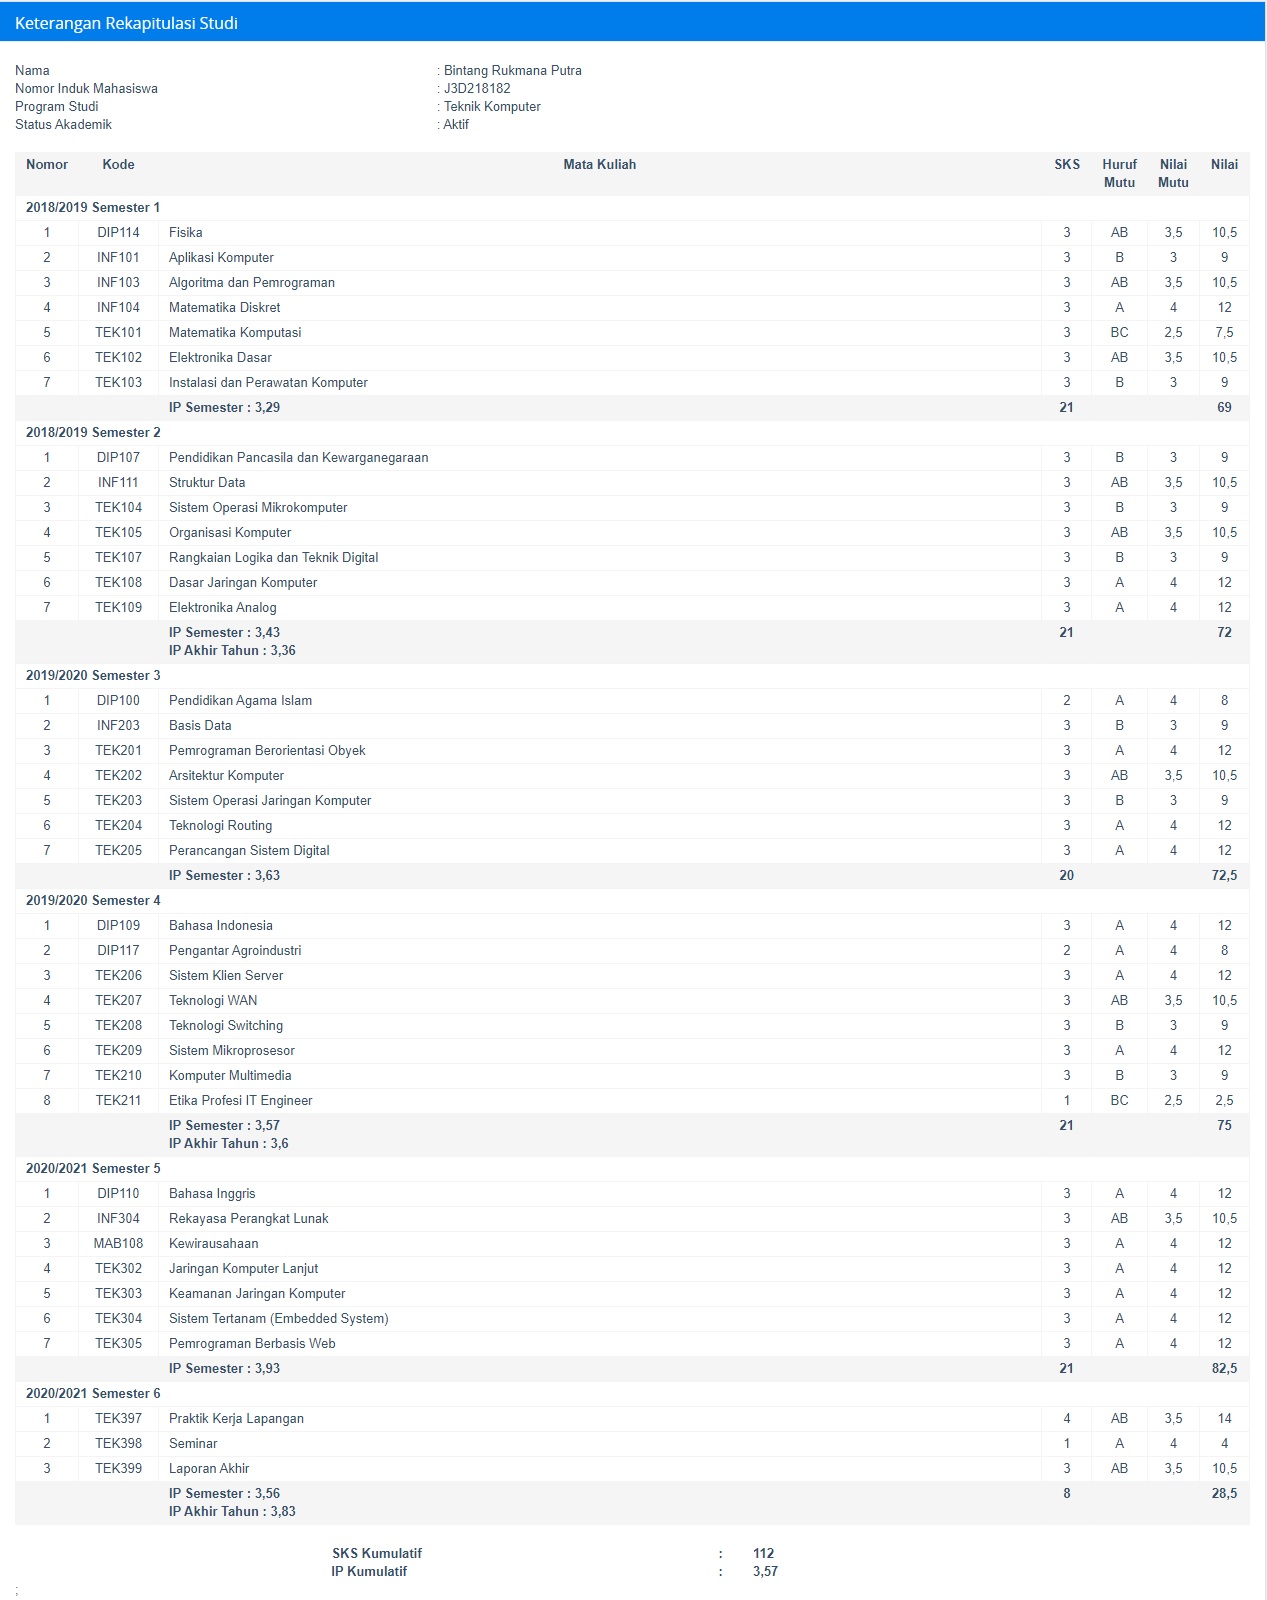 Keterangan Rekapitulasi Studi
Nama : Bintang Rukmana Putra
Nomor Induk Mahasiswa : J3D218182
Program Studi : Teknik Komputer
Status Akademik : Aktif
Nomor Kode Mata Kuliah SKS Huruf Mutu Nilai Mutu Nilai
2018/2019 Semester 1
1 DIP114 Fisika 3 AB 3,5 10,5
2 INF101 Aplikasi Komputer 3 B 3 9
3 INF103 Algoritma dan Pemrograman 3 AB 3,5 10,5
4 INF104 Matematika Diskret 3 A 4 12
5 TEK101 Matematika Komputasi 3 BC 2,5 7,5
6 TEK102 Elektronika Dasar 3 AB 3,5 10,5
7 TEK103 Instalasi dan Perawatan Komputer 3 B 3 9
IP Semester : 3,29 21 69
2018/2019 Semester 2
1 DIP107 Pendidikan Pancasila dan Kewarganegaraan 3 B 3 9
2 INF111 Struktur Data 3 AB 3,5 10,5
3 TEK104 Sistem Operasi Mikrokomputer 3 B 3 9
4 TEK105 Organisasi Komputer 3 AB 3,5 10,5
5 TEK107 Rangkaian Logika dan Teknik Digital 3 B 3 9
6 TEK108 Dasar Jaringan Komputer 3 A 4 12
7 TEK109 Elektronika Analog 3 A 4 12
IP Semester : 3,43 21 72
IP Akhir Tahun : 3,36
2019/2020 Semester 3
1 DIP100 Pendidikan Agama Islam 2 A 4 8
2 INF203 Basis Data 3 B 3 9
3 TEK201 Pemrograman Berorientasi Obyek 3 A 4 12
4 TEK202 Arsitektur Komputer 3 AB 3,5 10,5
5 TEK203 Sistem Operasi Jaringan Komputer 3 B 3 9
6 TEK204 Teknologi Routing 3 A 4 12
7 TEK205 Perancangan Sistem Digital 3 A 4 12
IP Semester : 3,63 20 72,5
2019/2020 Semester 4
1 DIP109 Bahasa Indonesia 3 A 4 12
2 DIP117 Pengantar Agroindustri 2 A 4 8
3 TEK206 Sistem Klien Server 3 A 4 12
4 TEK207 Teknologi WAN 3 AB 3,5 10,5
5 TEK208 Teknologi Switching 3 B 3 9
6 TEK209 Sistem Mikroprosesor 3 A 4 12
7 TEK210 Komputer Multimedia 3 B 3 9
8 TEK211 Etika Profesi IT Engineer 1 BC 2,5 2,5
IP Semester : 3,57 21 75
IP Akhir Tahun : 3,6
2020/2021 Semester 5
1 DIP110 Bahasa Inggris 3 A 4 12
2 INF304 Rekayasa Perangkat Lunak 3 AB 3,5 10,5
3 MAB108 Kewirausahaan 3 A 4 12
4 TEK302 Jaringan Komputer Lanjut 3 A 4 12
5 TEK303 Keamanan Jaringan Komputer 3 A 4 12
6 TEK304 Sistem Tertanam (Embedded System) 3 A 4 12
7 TEK305 Pemrograman Berbasis Web 3 A 4 12
IP Semester : 3,93 21 82,5
2020/2021 Semester 6
1 TEK397 Praktik Kerja Lapangan 4 AB 3,5 14
2 TEK398 Seminar 1 A 4 4
3 TEK399 Laporan Akhir 3 AB 3,5 10,5
IP Semester : 3,56 8 28,5
IP Akhir Tahun : 3,83
SKS Kumulatif : 112
IP Kumulatif : 3,57
;